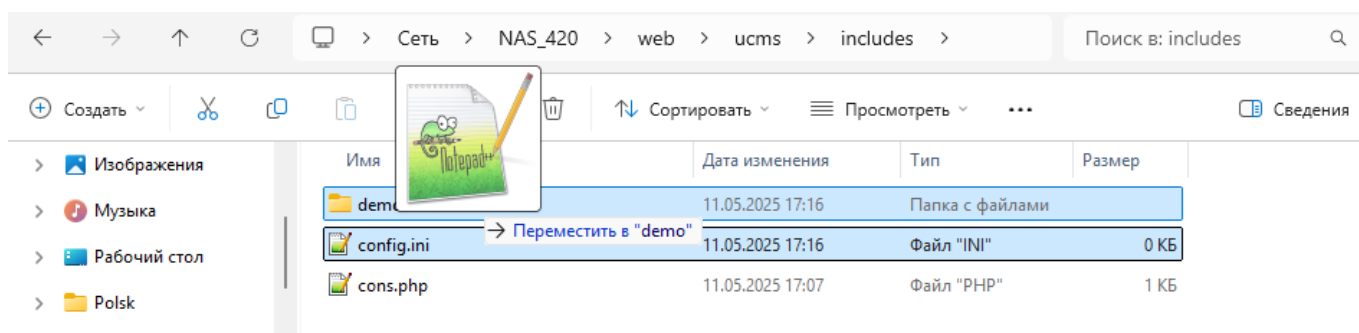 Сеть > NAS_420 > web > ucms > includes >
Поиск в: includes
Создать
Сортировать
Просмотреть
...
Сведения
Имя
Дата изменения
Тип
Размер
Изображения
Музыка
Рабочий стол
Polsk
Notepad++
demo 11.05.2025 17:16 Папка с файлами
Переместить в "demo"
config.ini 11.05.2025 17:16 Файл "INI" 0 КБ
cons.php 11.05.2025 17:07 Файл "PHP" 1 КБ